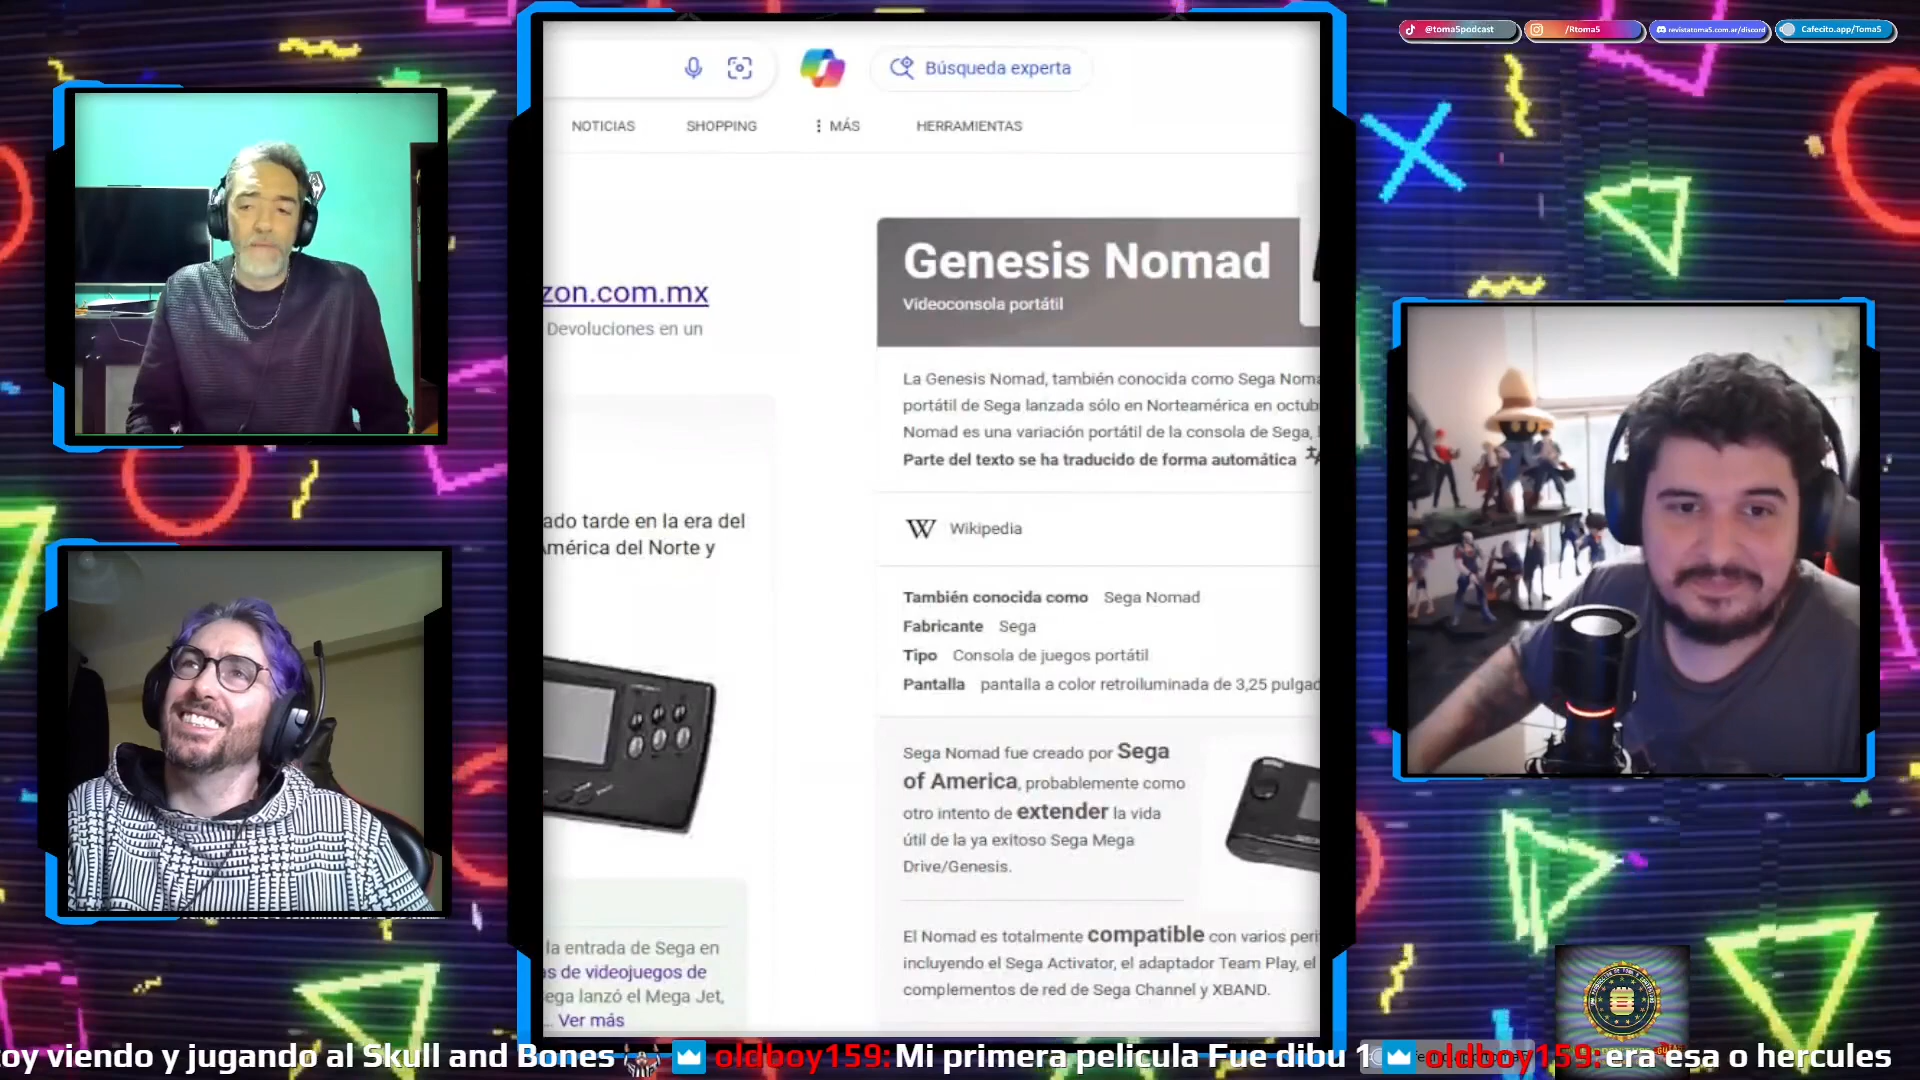 @toma5podcast
/Rtoma5
revistatoma5.com.ar/discord
Cafecito.app/Toma5
Búsqueda experta
NOTICIAS
SHOPPING
MÁS
HERRAMIENTAS
zon.com.mx
Devoluciones en un
ado tarde en la era del
América del Norte y
la entrada de Sega en
as de videojuegos de
ega lanzó el Mega Jet,
... Ver más
Genesis Nomad
Videoconsola portátil
La Genesis Nomad, también conocida como Sega Noma
portátil de Sega lanzada sólo en Norteamérica en octub
Nomad es una variación portátil de la consola de Sega,
Parte del texto se ha traducido de forma automática
W Wikipedia
También conocida como Sega Nomad
Fabricante Sega
Tipo Consola de juegos portátil
Pantalla pantalla a color retroiluminada de 3,25 pulgad
Sega Nomad fue creado por Sega
of America, probablemente como
otro intento de extender la vida
útil de la ya exitoso Sega Mega
Drive/Genesis.
El Nomad es totalmente compatible con varios peri
incluyendo el Sega Activator, el adaptador Team Play, el
complementos de red de Sega Channel y XBAND.
toy viendo y jugando al Skull and Bones oldboy159: Mi primera pelicula Fue dibu 1 oldboy159: era esa o hercules